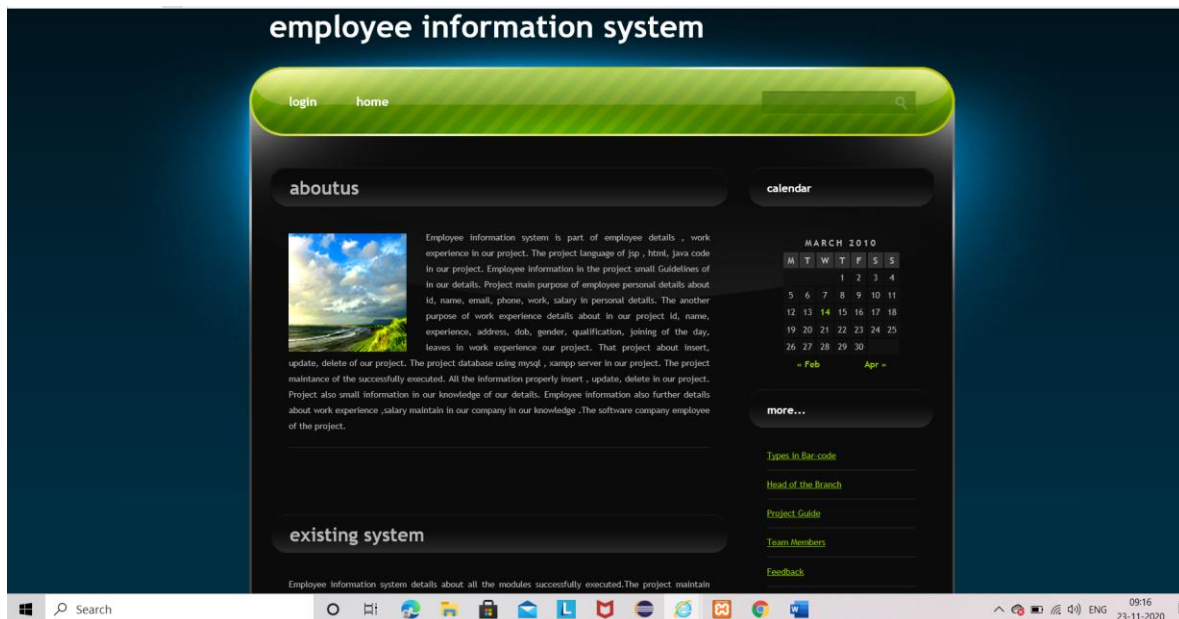 employee information system
login home
aboutus
Employee information system is part of employee details , work
experience in our project. The project language of jsp , html, java code
in our project. Employee information in the project small Guidelines of
in our details. Project main purpose of employee personal details about
id, name, email, phone, work, salary in personal details. The another
purpose of work experience details about in our project id, name,
experience, address, dob, gender, qualification, joining of the day,
leaves in work experience our project. That project about insert,
update, delete of our project. The project database using mysql , xampp server in our project. The project
maintance of the successfully executed. All the information properly insert , update, delete in our project.
Project also small information in our knowledge of our details. Employee information also further details
about work experience ,salary maintain in our company in our knowledge .The software company employee
of the project.
existing system
Employee information system details about all the modules successfully executed.The project maintain
calendar
MARCH 2010
M T W T F S S
1 2 3 4
5 6 7 8 9 10 11
12 13 14 15 16 17 18
19 20 21 22 23 24 25
26 27 28 29 30
« Feb Apr »
more...
Types in Bar-code
Head of the Branch
Project Guide
Team Members
Feedback
Search
L
W
ENG
09:16
23-11-2020